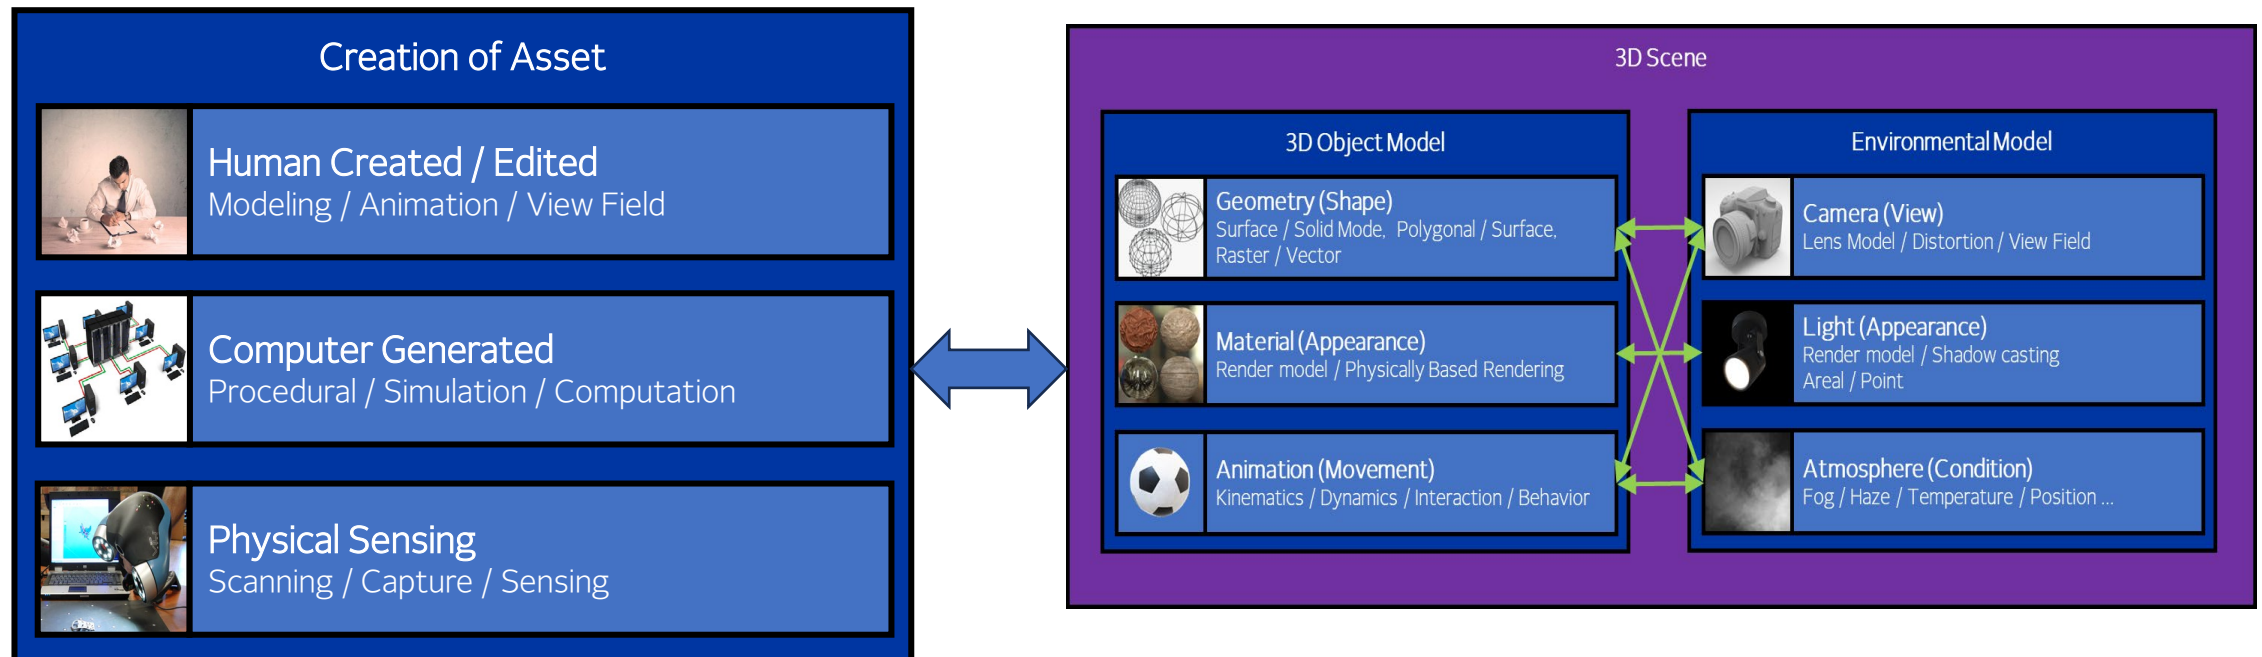 Creation of Asset
Human Created / Edited
Modeling / Animation / View Field
Computer Generated
Procedural / Simulation / Computation
Physical Sensing
Scanning / Capture / Sensing
3D Scene
3D Object Model
Geometry (Shape)
Surface / Solid Mode, Polygonal / Surface,
Raster / Vector
Material (Appearance)
Render model / Physically Based Rendering
Animation (Movement)
Kinematics / Dynamics / Interaction / Behavior
Environmental Model
Camera (View)
Lens Model / Distortion / View Field
Light (Appearance)
Render model / Shadow casting
Areal / Point
Atmosphere (Condition)
Fog / Haze / Temperature / Position ...